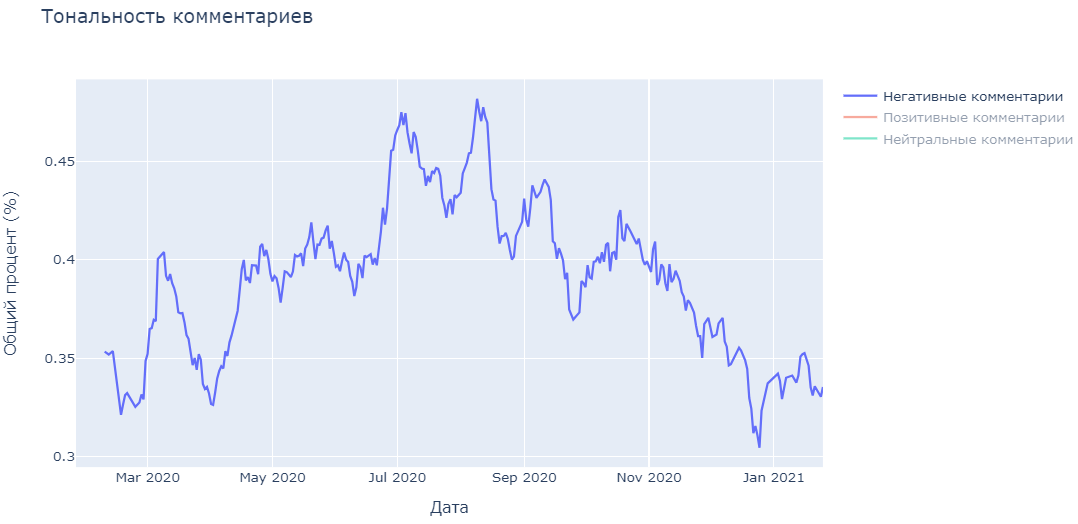 Тональность комментариев
Негативные комментарии
Позитивные комментарии
Нейтральные комментарии
Общий процент (%)
0.45
0.4
0.35
0.3
Mar 2020
May 2020
Jul 2020
Sep 2020
Nov 2020
Jan 2021
Дата